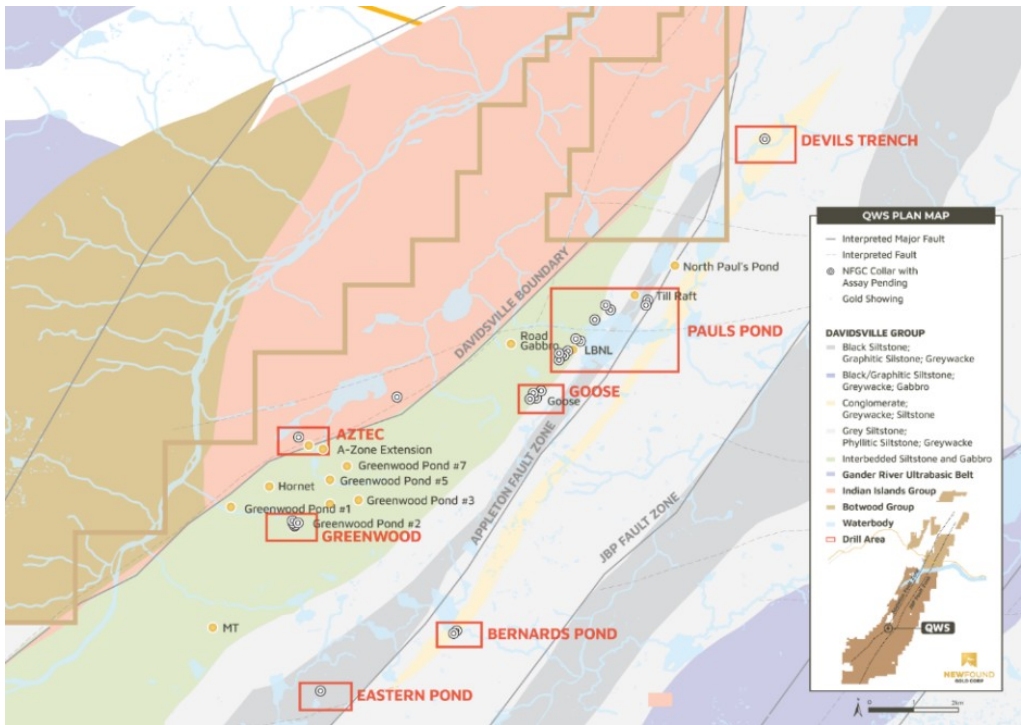 DEVILS TRENCH
QWS PLAN MAP
Interpreted Major Fault
Interpreted Fault
NFGC Collar with
Assay Pending
Gold Showing
DAVIDSVILLE GROUP
Black Siltstone;
Graphitic Silstone; Greywacke
Black/Graphitic Siltstone;
Greywacke; Gabbro
Conglomerate;
Greywacke; Siltstone
Grey Siltstone;
Phyllitic Siltstone; Greywacke
Interbedded Siltstone and Gabbro
Gander River Ultrabasic Belt
Indian Islands Group
Botwood Group
Waterbody
Drill Area
QWS
NEWFOUND
GOLD CORP
0 1 2km
North Paul's Pond
Till Raft
PAULS POND
DAVIDSVILLE BOUNDARY
Road
Gabbro
LBNL
GOOSE
Goose
AZTEC
A-Zone Extension
Greenwood Pond #7
Greenwood Pond #5
Hornet
Greenwood Pond #3
Greenwood Pond #1
Greenwood Pond #2
GREENWOOD
APPLETON FAULT ZONE
JBP FAULT ZONE
MT
BERNARDS POND
EASTERN POND